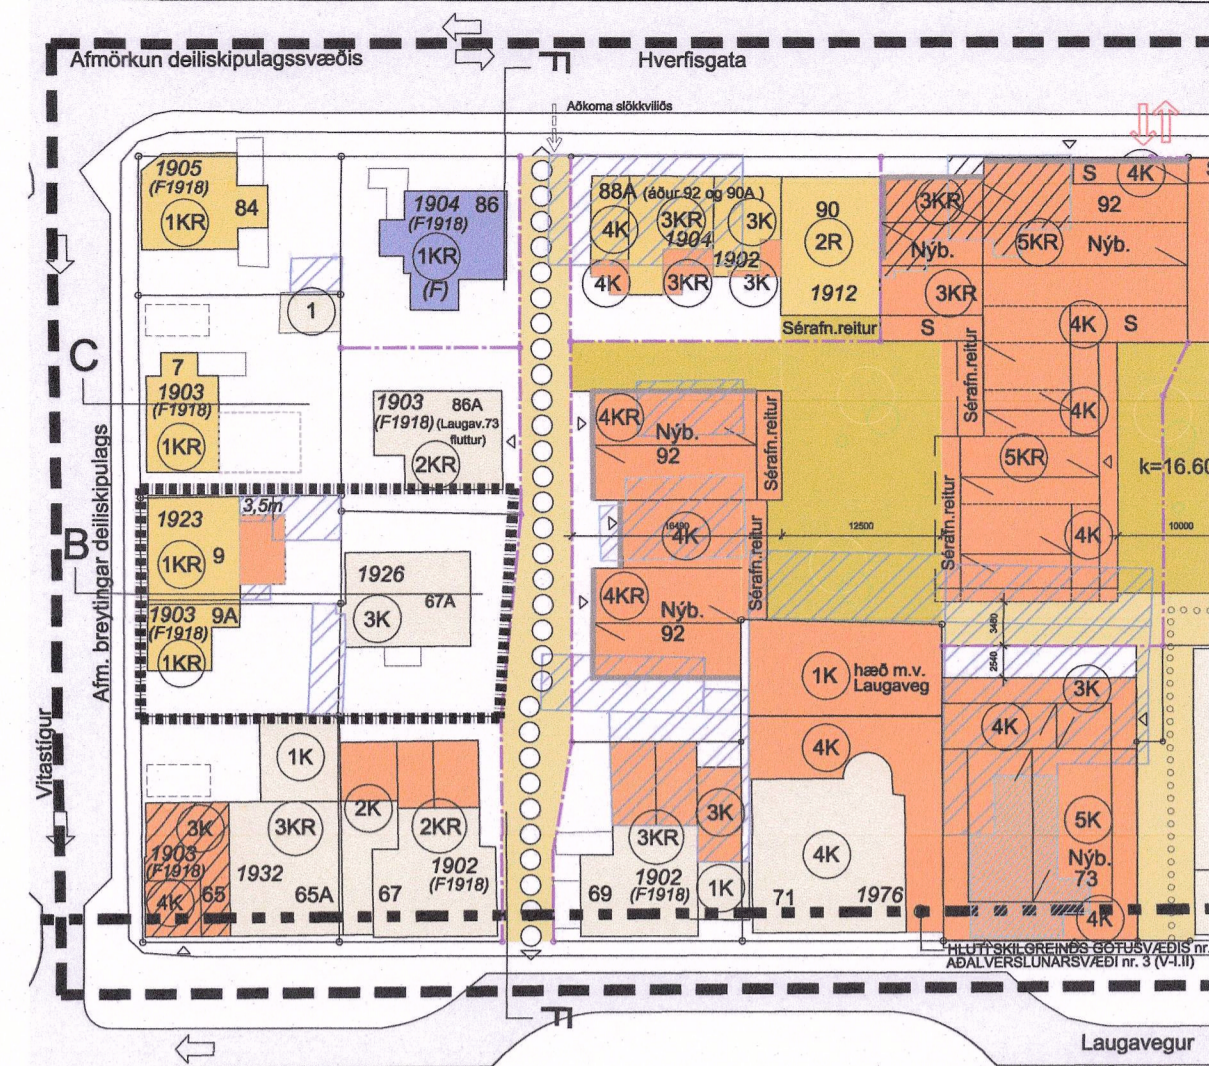 Afmörkun deiliskipulagssvæðis
Hverfisgata
F
Aðkoma slökkviliðs
1905
(F1918)
1KR
84
1904
86
(F1918)
1KR
(F)
88A (áður 92 og 90A )
4K
3KR
3K
1904
1902
4K
3KR
3K
90
2R
1912
Sérafn.reitur
3KR
Nýb.
3KR
S
S
4K
92
5KR
Nýb.
4K
S
1
C
7
1903
(F1918)
1KR
1903
86A
(F1918)
(Laugav.73
fluttur)
2KR
4KR
Nýb.
92
Sérafn.reitur
Sérafn.reitur
4K
5KR
k=16.60
3,5m
1923
B
1KR
9
1926
67A
3K
1903
9A
(F1918)
1KR
16490
4K
12500
10000
4K
Sérafn.reitur
Sérafn.reitur
4KR
Nýb.
92
3460
2540
Afm. breytingar deiliskipulags
Vitastígur
1K
hæð m.v.
Laugaveg
3K
4K
4K
1K
2K
2KR
3K
3KR
1903
(F1918)
4K
65
1932
65A
67
1902
(F1918)
3KR
3K
69
1902
(F1918)
1K
4K
71
1976
5K
Nýb.
73
4K
HLUTI SKILGREINDS GÖTUSVÆÐIS nr.
AÐALVERSLUNARSVÆÐI nr. 3 (V-I.II)
F
Laugavegur